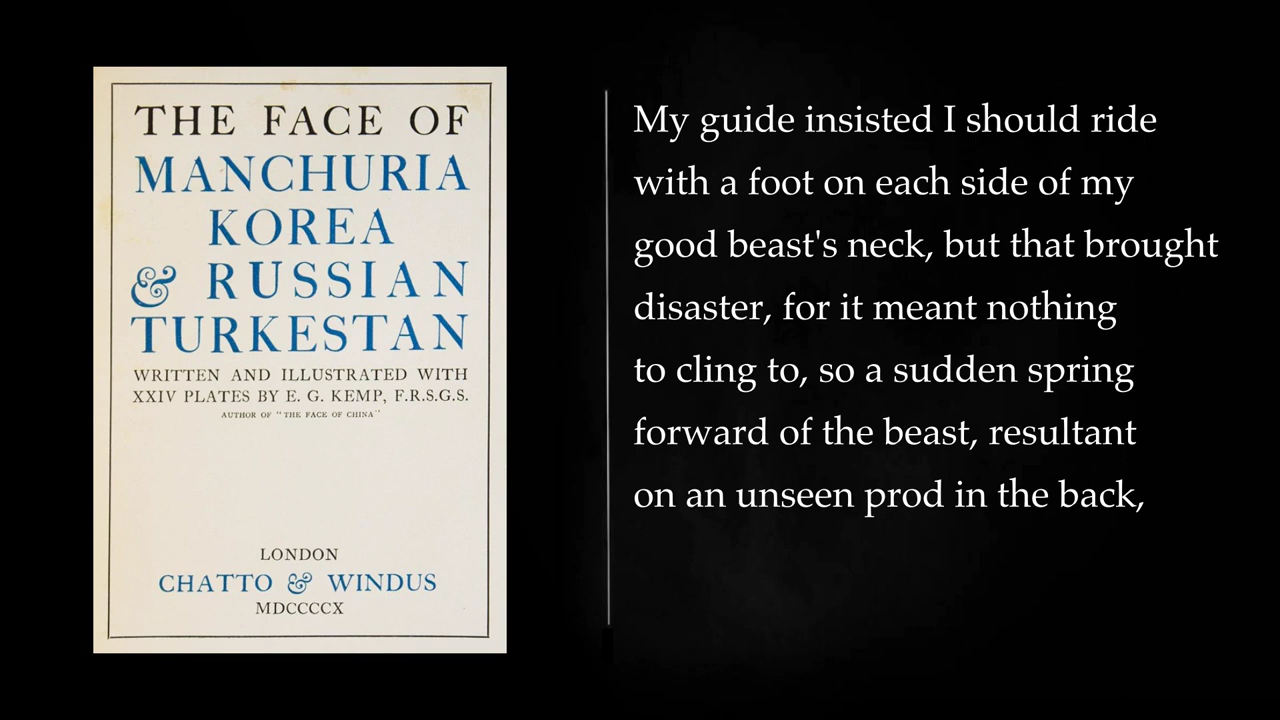 THE FACE OF
MANCHURIA
KOREA
& RUSSIAN
TURKESTAN
WRITTEN AND ILLUSTRATED WITH
XXIV PLATES BY E. G. KEMP, F.R.S.G.S.
AUTHOR OF "THE FACE OF CHINA"
LONDON
CHATTO & WINDUS
MDCCCCX
My guide insisted I should ride
with a foot on each side of my
good beast's neck, but that brought
disaster, for it meant nothing
to cling to, so a sudden spring
forward of the beast, resultant
on an unseen prod in the back,